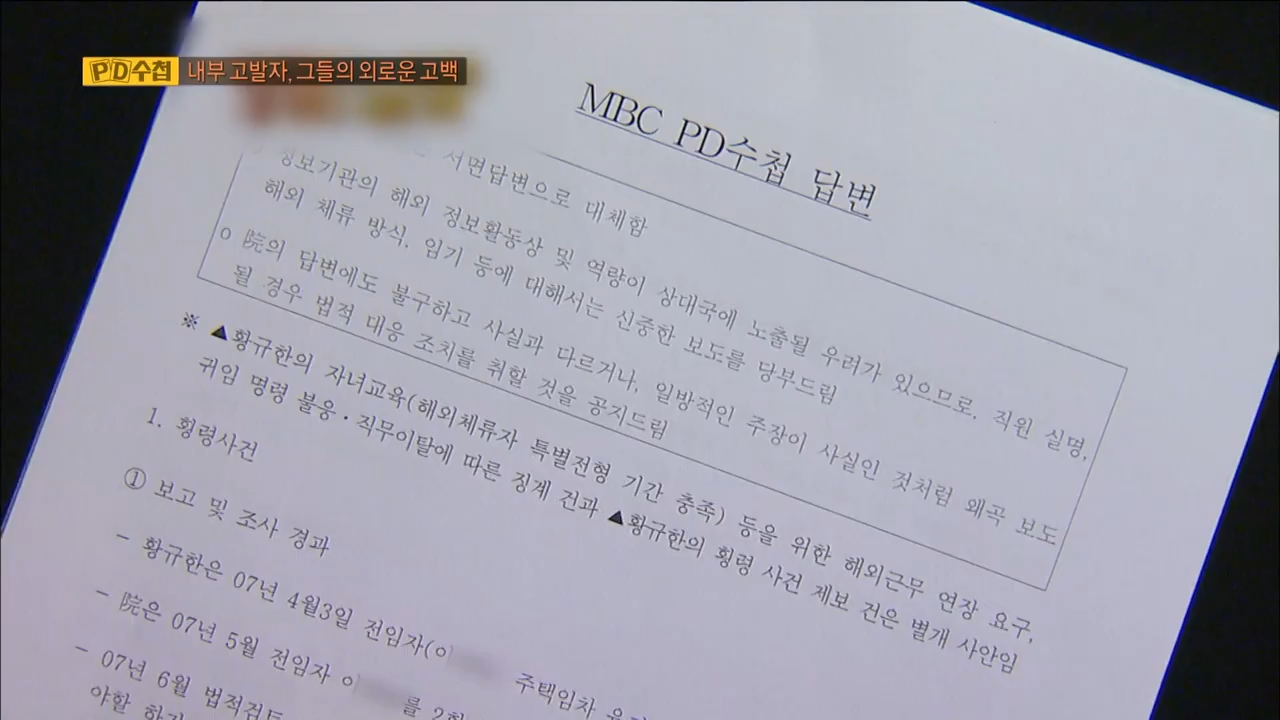 PD수첩 내부 고발자, 그들의 외로운 고백
MBC PD수첩 답변
서면답변으로 대체함
정보기관의 해외 정보활동상 및 역량이 상대국에 노출될 우려가 있으므로, 직원 실명,
해외 체류 방식, 임기 등에 대해서는 신중한 보도를 당부드림
o 院의 답변에도 불구하고 사실과 다르거나, 일방적인 주장이 사실인 것처럼 왜곡 보도
될 경우 법적 대응 조치를 취할 것을 공지드림
※ ▲황규한의 자녀교육(해외체류자 특별전형 기간 충족) 등을 위한 해외근무 연장 요구,
귀임 명령 불응·직무이탈에 따른 징계 건과 ▲황규한의 횡령 사건 제보 건은 별개 사안임
1. 횡령사건
① 보고 및 조사 경과
- 황규한은 07년 4월3일 전임자(이 주택임차
- 院은 07년 5월 전임자 이 를 2회
- 07년 6월 법적검토
야할